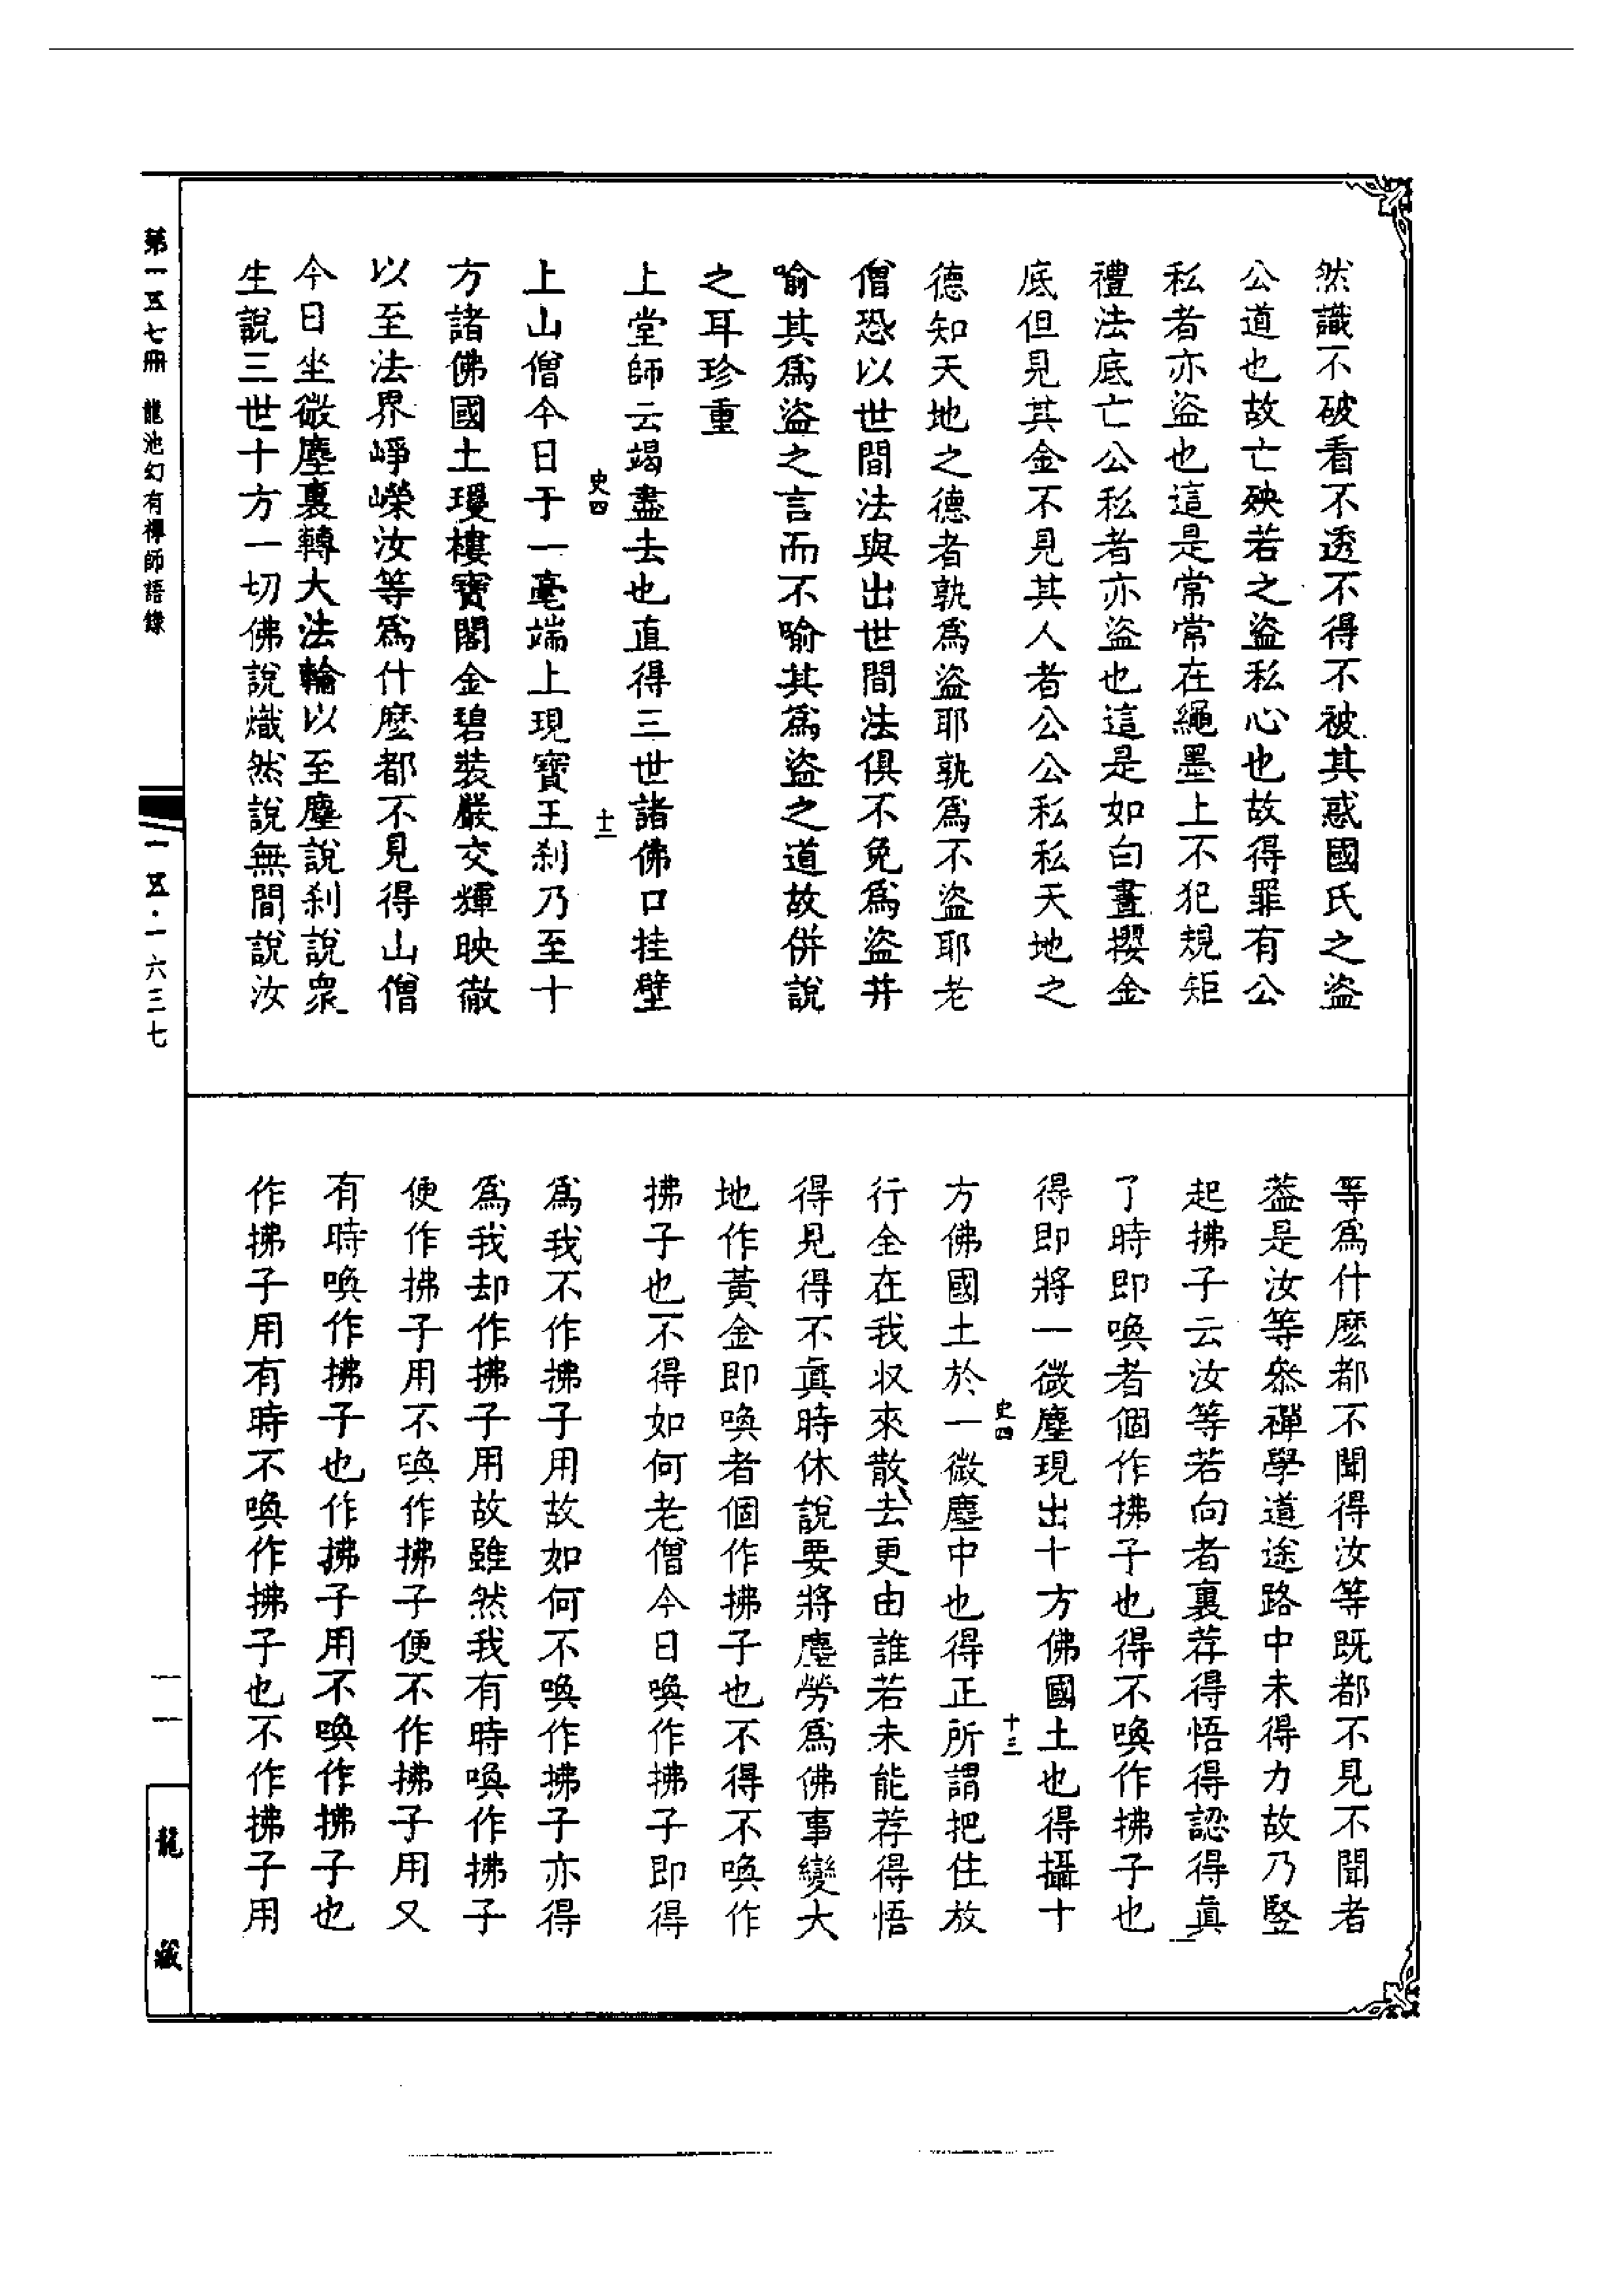 然識不破看不透不得不被其惑國氏之盜
公道也故亡殃若之盜私心也故得罪有公
私者亦盜也這是常常在繩墨上不犯規矩
禮法底亡公私者亦盜也這是如白晝攫金
底但見其金不見其人者公公私私天地之
德知天地之德者孰爲盜耶孰爲不盜耶老
僧恐以世間法與出世間法俱不免爲盜并
喻其爲盜之言而不喻其爲盜之道故併說
之耳珍重
上堂師云竭盡去也直得三世諸佛口挂壁
史四 十二
上山僧今日于一毫端上現寶王刹乃至十
方諸佛國土瓊樓寶閣金碧裝嚴交輝映徹
以至法界崢嶸汝等爲什麽都不見得山僧
今日坐微塵裏轉大法輪以至塵說刹說衆
生說三世十方一切佛說熾然說無間說汝
等爲什麽都不聞得汝等既都不見不聞者
葢是汝等叅禪學道途路中未得力故乃竪
起拂子云汝等若向者裏荐得悟得認得眞
了時即喚者個作拂子也得不喚作拂子也
得即將一微塵現出十方佛國土也得攝十
史四 十三
方佛國土於一微塵中也得正所謂把住放
行全在我収來散去更由誰若未能荐得悟
得見得不眞時休說要將塵勞爲佛事變大
地作黃金即喚者個作拂子也不得不喚作
拂子也不得如何老僧今日喚作拂子即得
爲我不作拂子用故如何不喚作拂子亦得
爲我却作拂子用故雖然我有時喚作拂子
便作拂子用不喚作拂子便不作拂子用又
有時喚作拂子也作拂子用不喚作拂子也
作拂子用有時不喚作拂子也不作拂子用
第一五七冊 龍池幻有禪師語錄
一五·一六三七
一一
龍藏